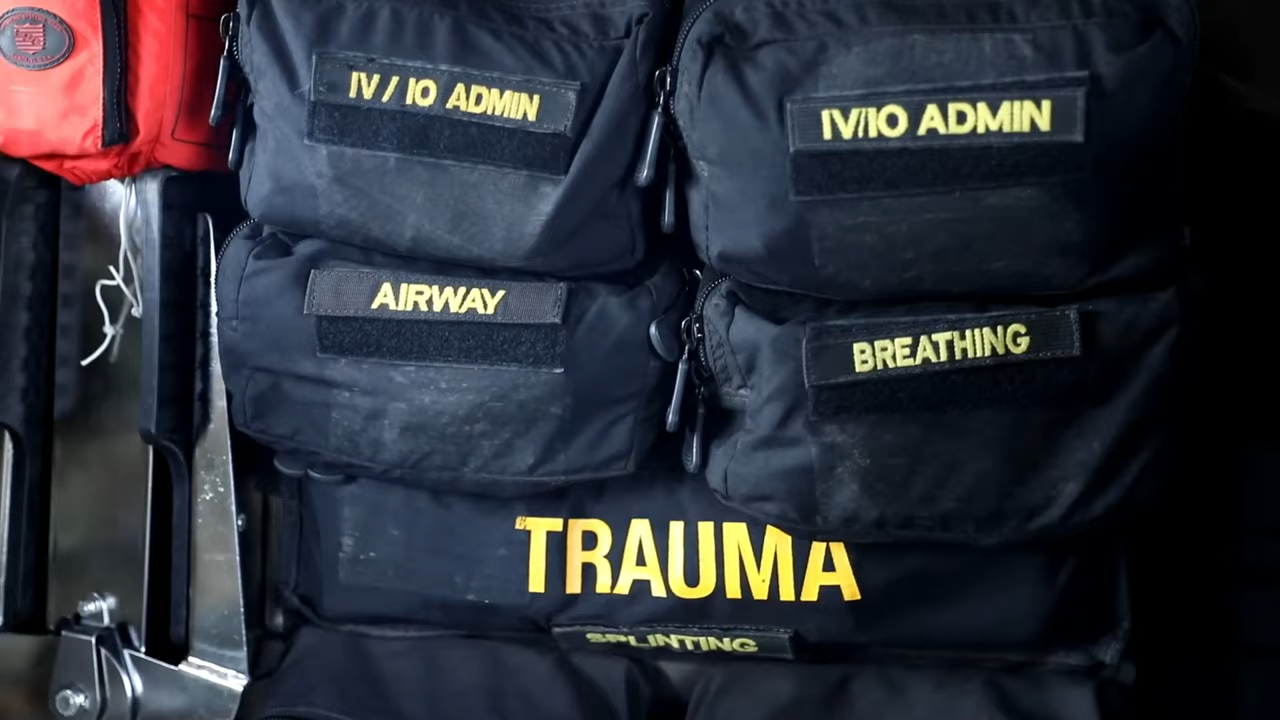 IV / IO ADMIN
IV/IO ADMIN
AIRWAY
BREATHING
TRAUMA
SPLINTING